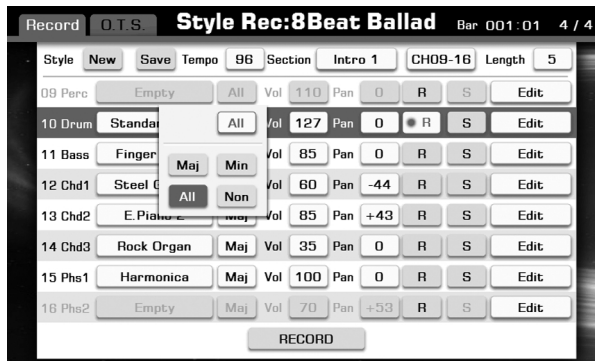 Record O.T.S. Style Rec:8Beat Ballad Bar 001:01 4 / 4
Style New Save Tempo 96 Section Intro 1 CH09-16 Length 5
09 Perc Empty All Vol 110 Pan 0 R S Edit
10 Drum Standa All Vol 127 Pan 0 R S Edit
11 Bass Finger Vol 85 Pan 0 R S Edit
Maj Min
12 Chd1 Steel Vol 60 Pan -44 R S Edit
All Non
13 Chd2 E.Piano 2 Maj Vol 85 Pan +43 R S Edit
14 Chd3 Rock Organ Maj Vol 35 Pan 0 R S Edit
15 Phs1 Harmonica Maj Vol 100 Pan 0 R S Edit
16 Phs2 Empty Maj Vol 70 Pan +53 R S Edit
RECORD